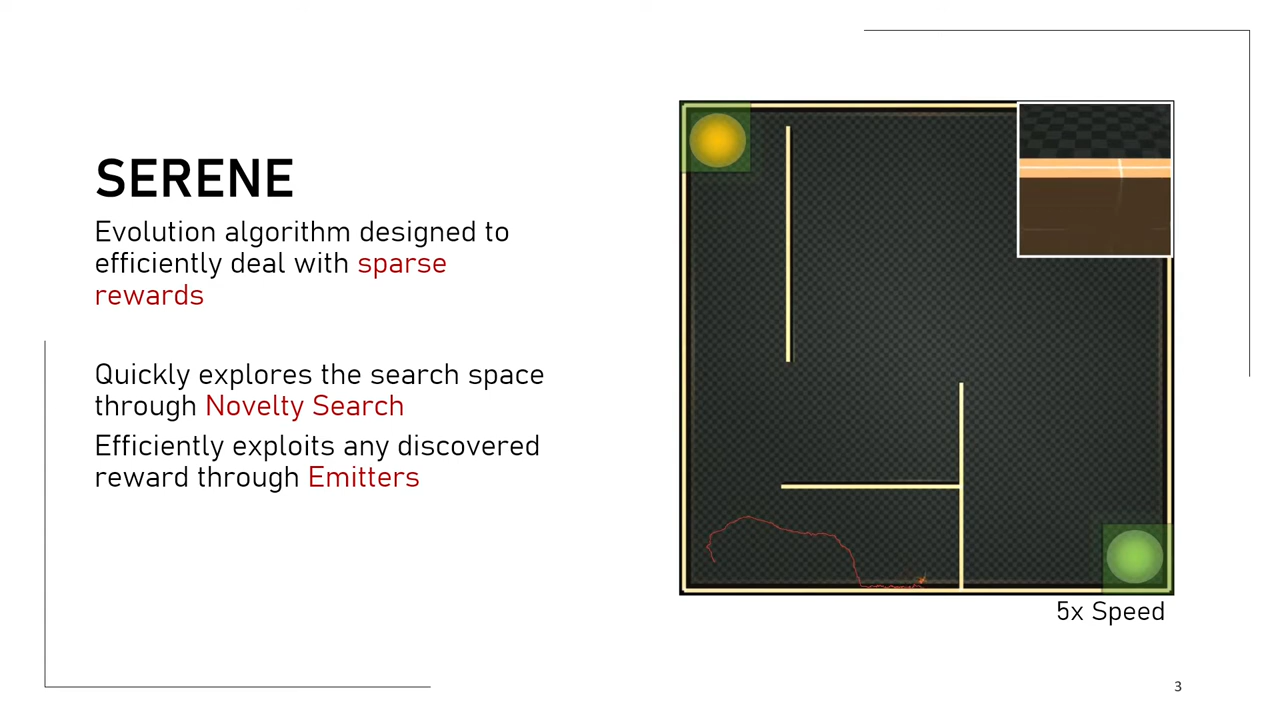 SERENE
Evolution algorithm designed to
efficiently deal with sparse
rewards
Quickly explores the search space
through Novelty Search
Efficiently exploits any discovered
reward through Emitters
5x Speed
3